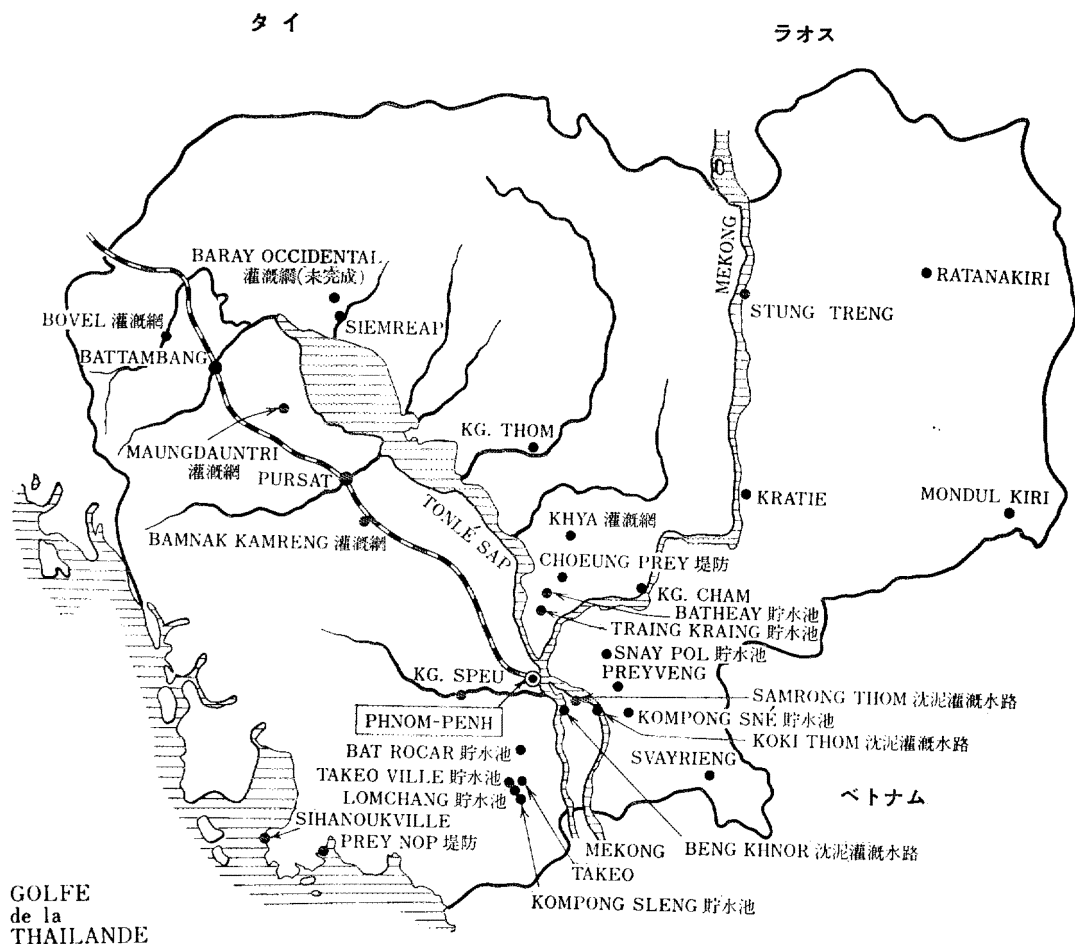 タイ
ラオス
BARAY OCCIDENTAL
灌漑網(未完成)
MEKONG
RATANAKIRI
STUNG TRENG
SIEMREAP
BOVEL 灌漑網
BATTAMBANG
KG. THOM
MAUNGDAUNTRI
灌漑網
PURSAT
KRATIE
MONDUL KIRI
TONLÉ SAP
KHYA 灌漑網
BAMNAK KAMRENG 灌漑網
CHOEUNG PREY 堤防
KG. CHAM
BATHEAY 貯水池
TRAING KRAING 貯水池
SNAY POL 貯水池
KG. SPEU
PREYVENG
SAMRONG THOM 沈泥灌漑水路
PHNOM-PENH
KOMPONG SNÉ 貯水池
KOKI THOM 沈泥灌漑水路
BAT ROCAR 貯水池
SVAYRIENG
TAKEO VILLE 貯水池
LOMCHANG 貯水池
ベトナム
SIHANOUKVILLE
PREY NOP 堤防
MEKONG
BENG KHNOR 沈泥灌漑水路
TAKEO
KOMPONG SLENG 貯水池
GOLFE
de la
THAILANDE